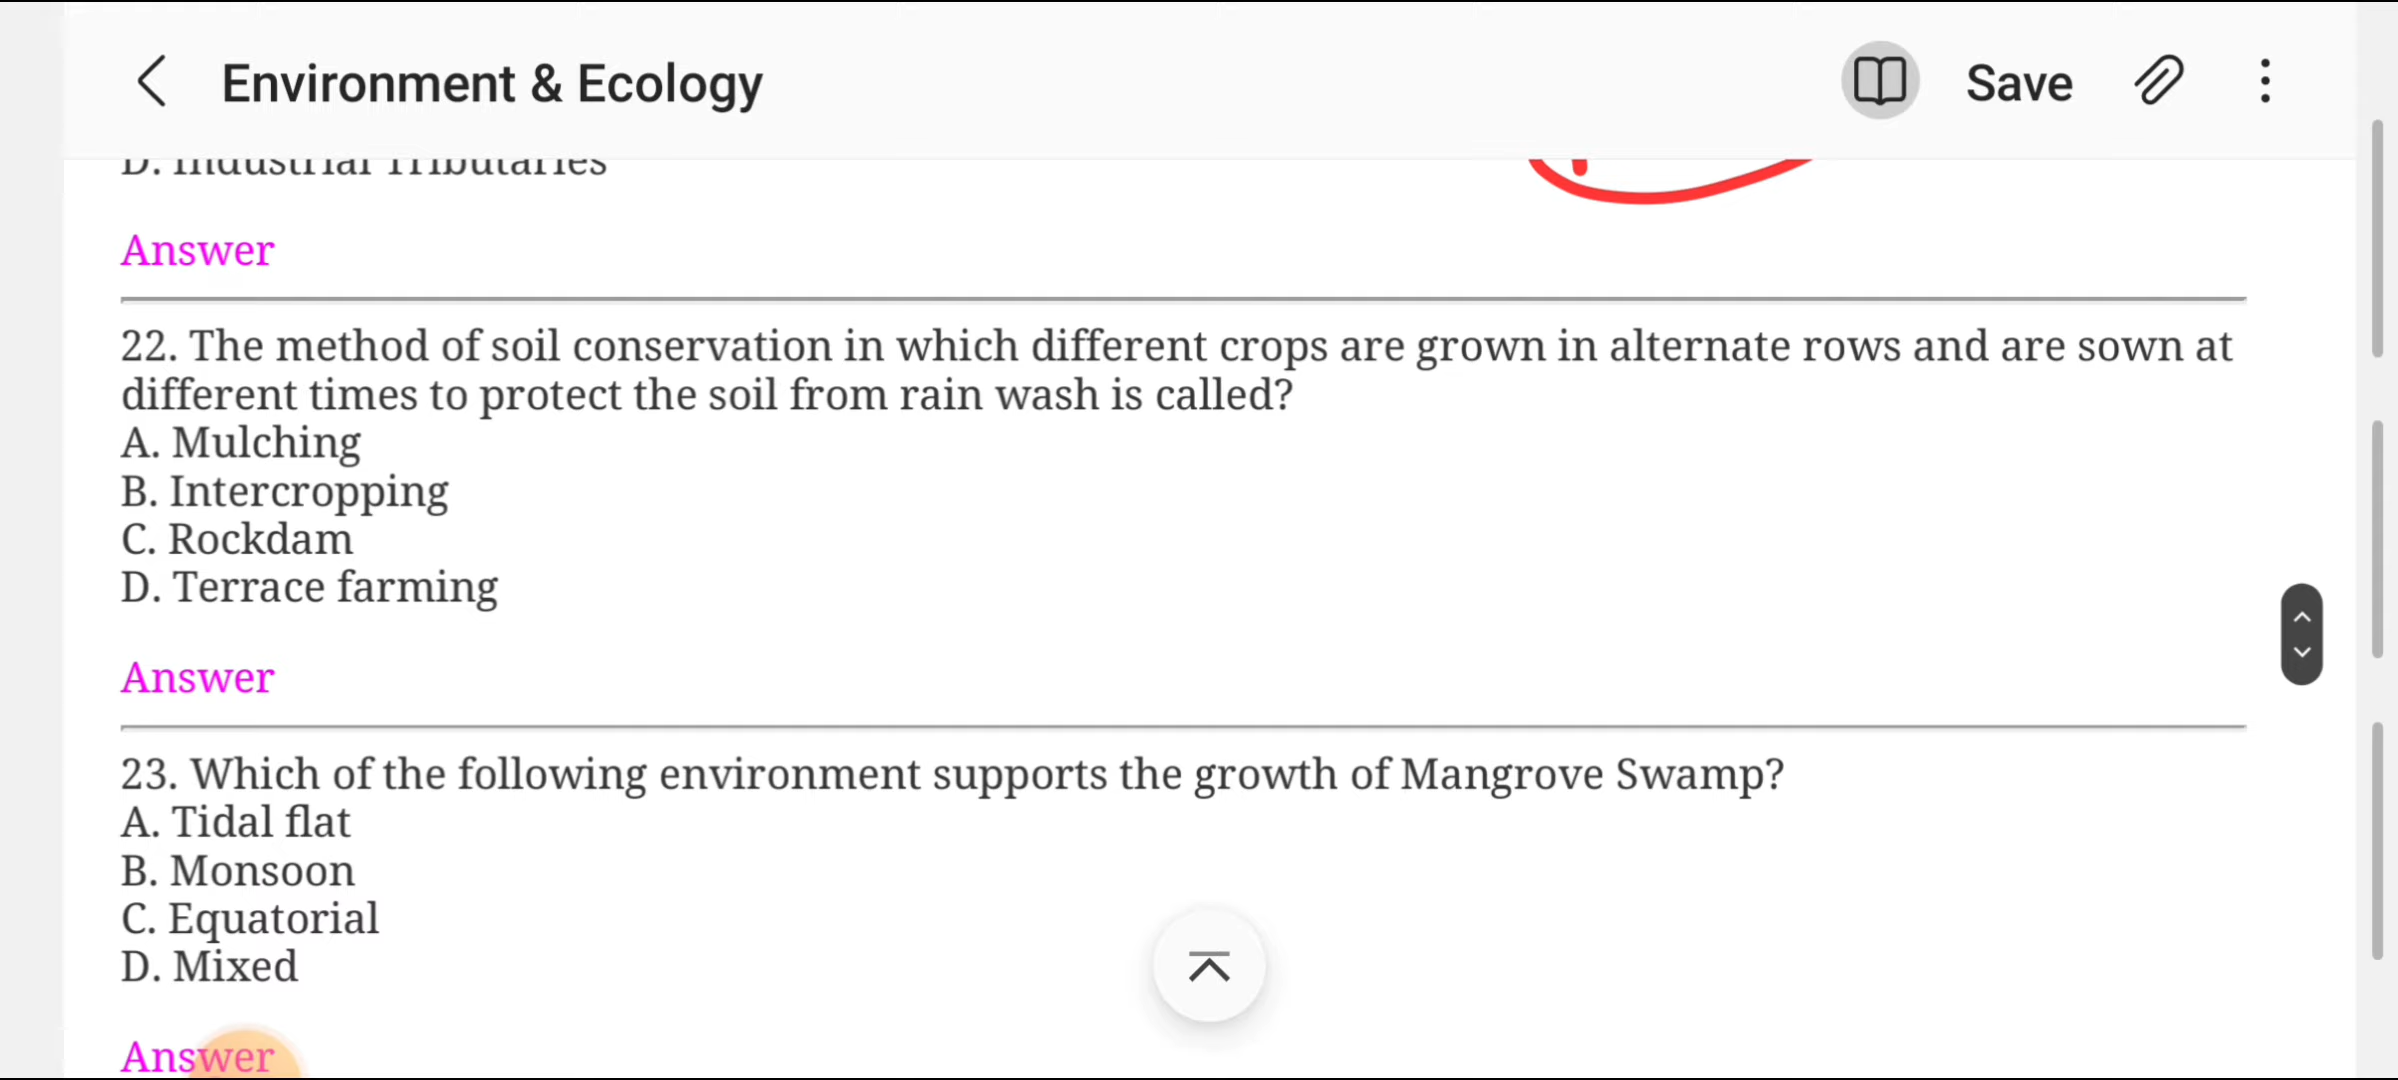 Environment & Ecology
Save
D. Industrial Tributaries
Answer
22. The method of soil conservation in which different crops are grown in alternate rows and are sown at
different times to protect the soil from rain wash is called?
A. Mulching
B. Intercropping
C. Rockdam
D. Terrace farming
Answer
23. Which of the following environment supports the growth of Mangrove Swamp?
A. Tidal flat
B. Monsoon
C. Equatorial
D. Mixed
Answer